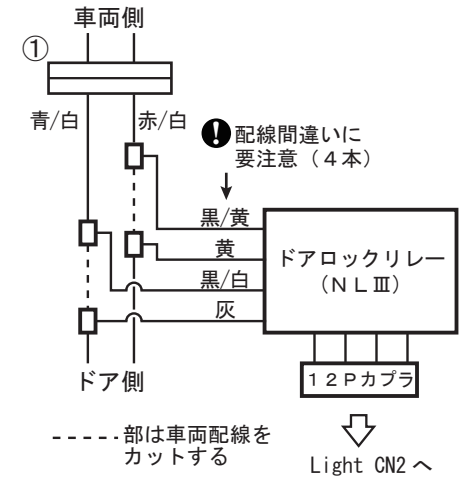 車両側
①
青/白
赤/白
配線間違いに
要注意（４本）
黒/黄
黄
黒/白
灰
ドアロックリレー
（ＮＬⅢ）
１２Ｐカプラ
ドア側
-----部は車両配線を
カットする
Light CN2 へ